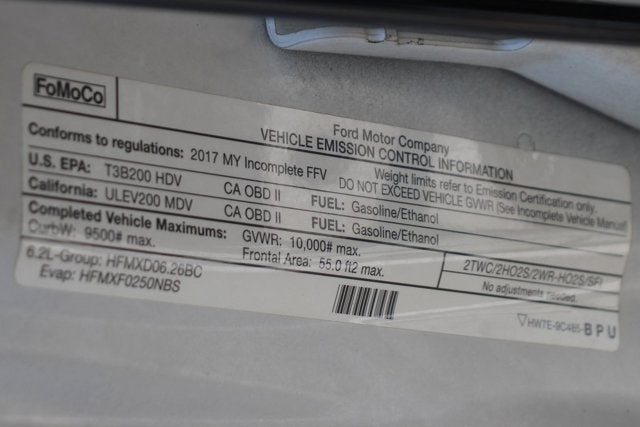 FoMoCo
Ford Motor Company
VEHICLE EMISSION CONTROL INFORMATION
Conforms to regulations: 2017 MY Incomplete FFV
Weight limits refer to Emission Certification only.
DO NOT EXCEED VEHICLE GVWR (See Incomplete Vehicle Manual
U.S. EPA: T3B200 HDV CA OBD II FUEL: Gasoline/Ethanol
California: ULEV200 MDV CA OBD II FUEL: Gasoline/Ethanol
Completed Vehicle Maximums: GVWR: 10,000# max.
CurbW: 9500# max. Frontal Area: 55.0 ft2 max.
6.2L-Group: HFMXD06.26BC
Evap: HFMXF0250NBS
2TWC/2HO2S/2WR-HO2S/SFI
No adjustments needed.
HW7E-9C485-BPU